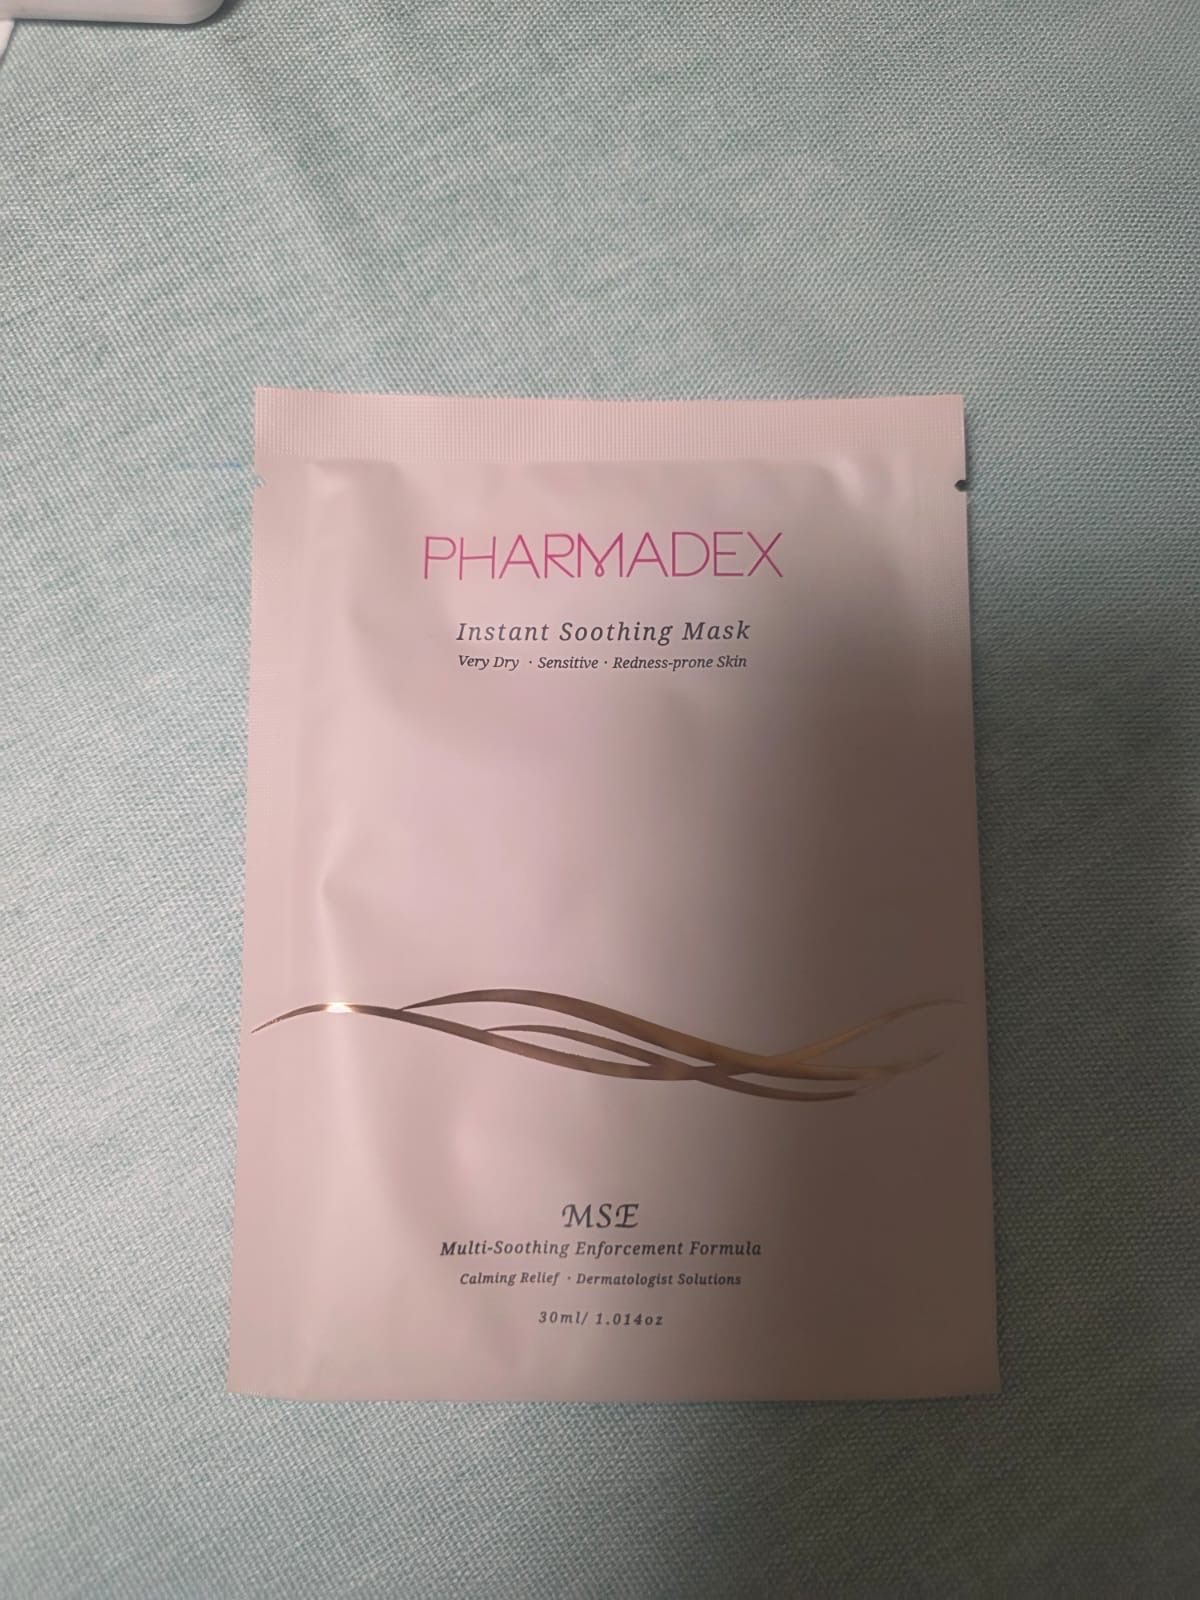 PHARMADEX
Instant Soothing Mask
Very Dry · Sensitive · Redness-prone Skin
MSE
Multi-Soothing Enforcement Formula
Calming Relief · Dermatologist Solutions
30ml/ 1.014oz